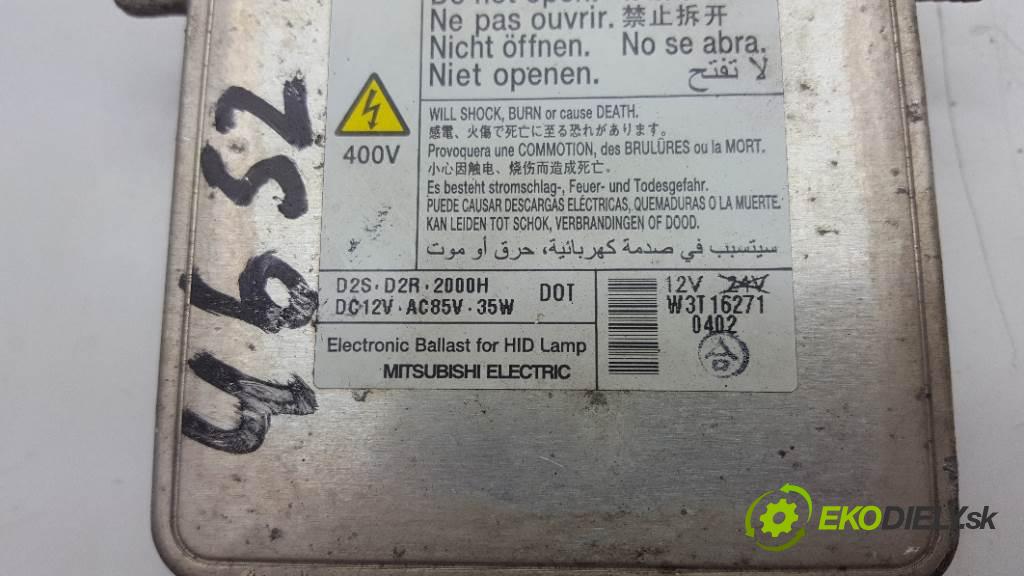 Do not open.
Ne pas ouvrir. 禁止拆开
Nicht öffnen. No se abra.
Niet openen. لا تفتح
400V
WILL SHOCK, BURN or cause DEATH.
感電、火傷で死亡に至る恐れがあります。
Provoquera une COMMOTION, des BRULÛRES ou la MORT.
小心因触电、烧伤而造成死亡.
Es besteht stromschlag-, Feuer- und Todesgefahr.
PUEDE CAUSAR DESCARGAS ELÉCTRICAS, QUEMADURAS O LA MUERTE.
KAN LEIDEN TOT SCHOK, VERBRANDINGEN OF DOOD.
سيتسبب في صدمة كهربائية، حرق أو موت
D2S·D2R·2000H
DC12V·AC85V·35W DOT
Electronic Ballast for HID Lamp
MITSUBISHI ELECTRIC
12V 24V
W3T16271
0402
4652
EKODIELY.sk